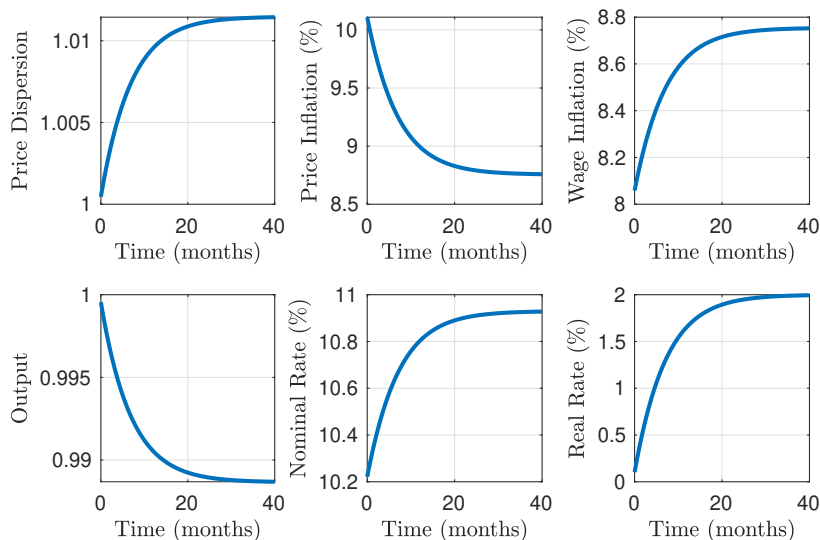 Price Dispersion
1.01
1.005
1
0 20 40
Time (months)
Price Inflation (%)
10
9.5
9
8.5
0 20 40
Time (months)
Wage Inflation (%)
8.8
8.6
8.4
8.2
8
0 20 40
Time (months)
Output
1
0.995
0.99
0 20 40
Time (months)
Nominal Rate (%)
11
10.8
10.6
10.4
10.2
0 20 40
Time (months)
Real Rate (%)
2
1.5
1
0.5
0
0 20 40
Time (months)